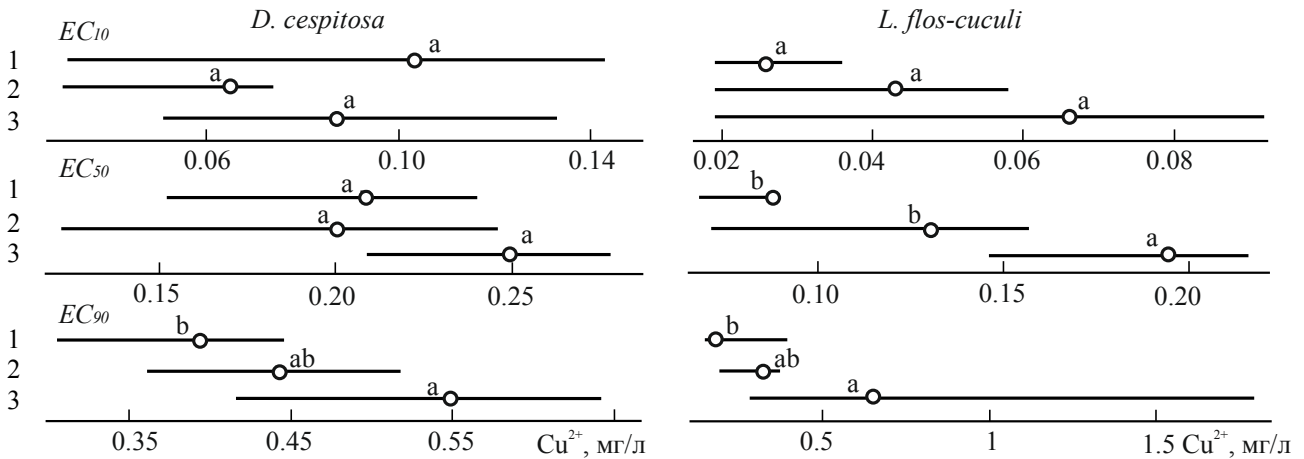 D. cespitosa L. flos-cuculi
EC10
1 a a
2 a a
3 a a
0.06 0.10 0.14 0.02 0.04 0.06 0.08
EC50
1 a b
2 a b
3 a a
0.15 0.20 0.25 0.10 0.15 0.20
EC90
1 b b
2 ab ab
3 a a
0.35 0.45 0.55 Cu²⁺, мг/л 0.5 1 1.5 Cu²⁺, мг/л